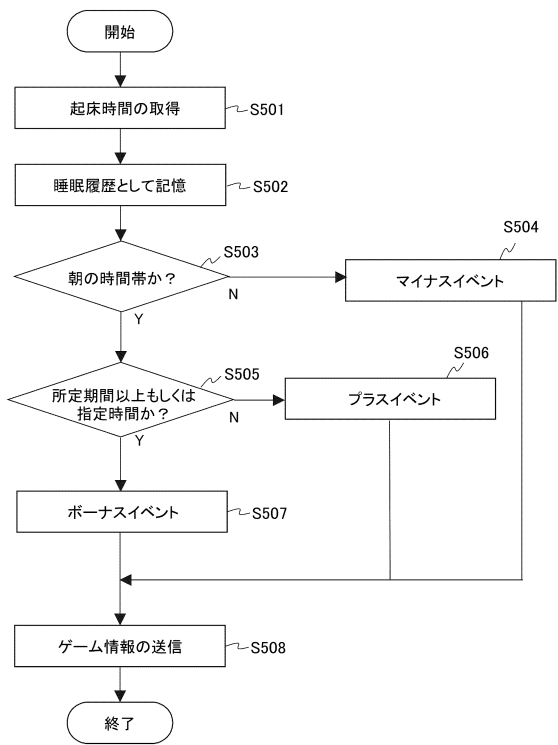 開始
起床時間の取得
S501
睡眠履歴として記憶
S502
S503
朝の時間帯か？
N
Y
S504
マイナスイベント
S505
所定期間以上もしくは
指定時間か？
N
Y
S506
プラスイベント
ボーナスイベント
S507
ゲーム情報の送信
S508
終了